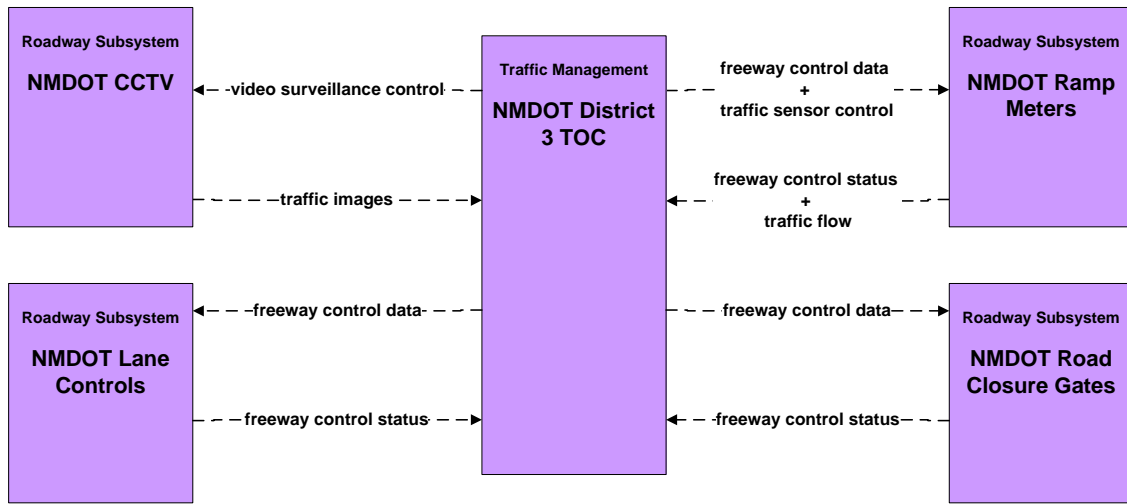 Roadway Subsystem
NMDOT CCTV
video surveillance control
traffic images
Traffic Management
NMDOT District
3 TOC
freeway control data
+
traffic sensor control
freeway control status
+
traffic flow
Roadway Subsystem
NMDOT Ramp
Meters
Roadway Subsystem
NMDOT Lane
Controls
freeway control data
freeway control status
freeway control data
freeway control status
Roadway Subsystem
NMDOT Road
Closure Gates